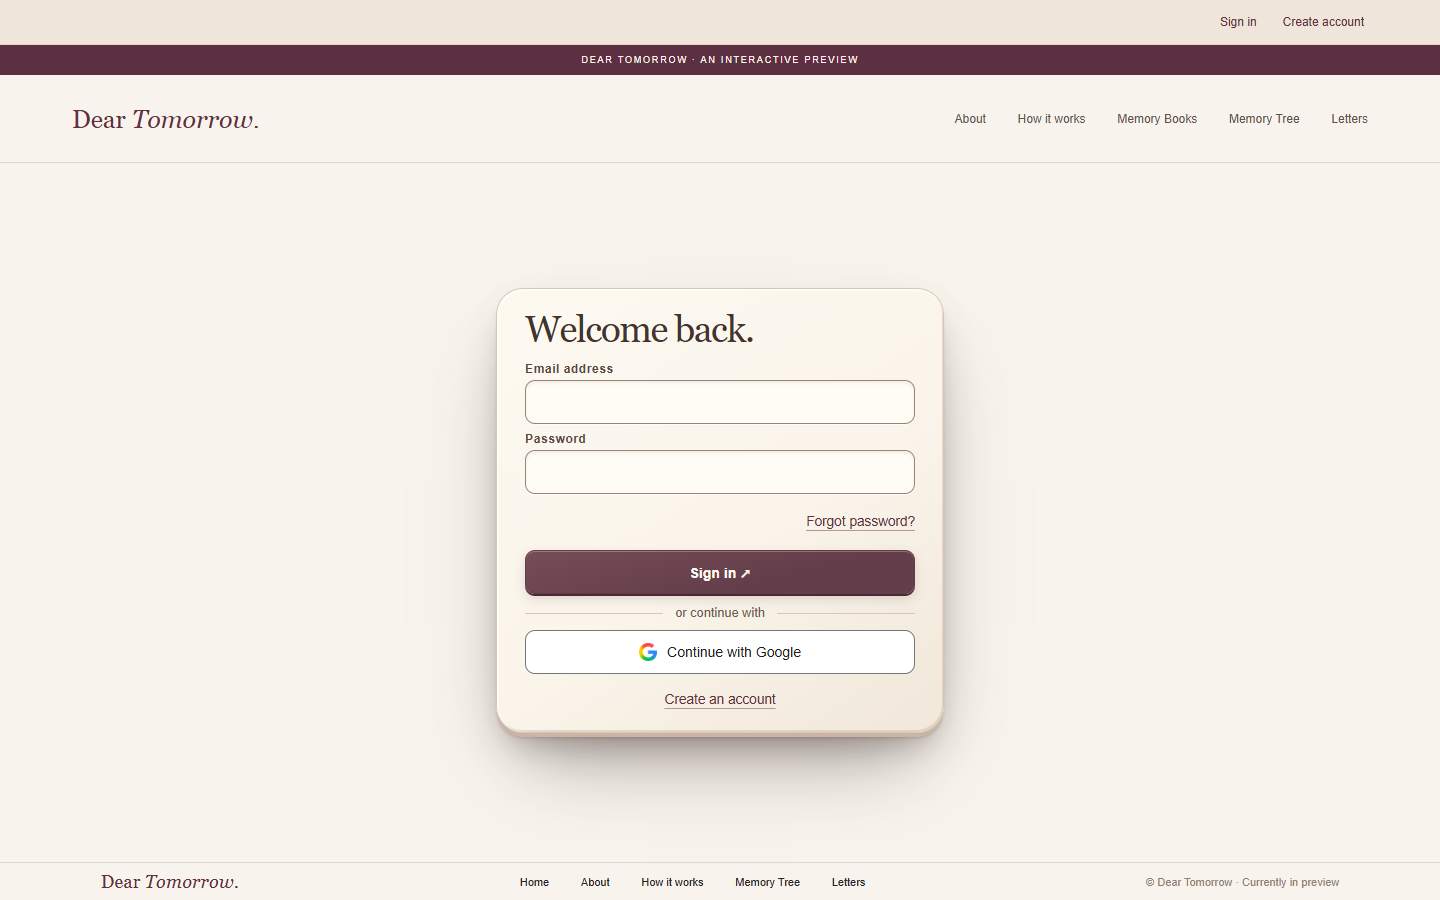 Sign in Create account
DEAR TOMORROW · AN INTERACTIVE PREVIEW
Dear Tomorrow. About How it works Memory Books Memory Tree Letters
Welcome back.
Email address
Password
Forgot password?
Sign in ↗
or continue with
Continue with Google
Create an account
Dear Tomorrow. Home About How it works Memory Tree Letters © Dear Tomorrow · Currently in preview